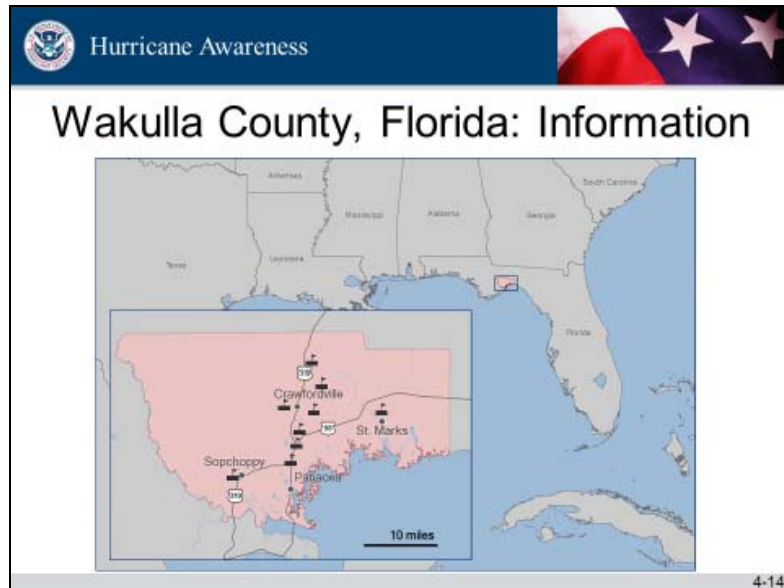 Hurricane Awareness
Wakulla County, Florida: Information
Arkansas
South Carolina
Mississippi
Alabama
Georgia
Texas
Louisiana
Florida
319
Crawfordville
St. Marks
Sopchoppy
Panacea
319
10 miles
4-14